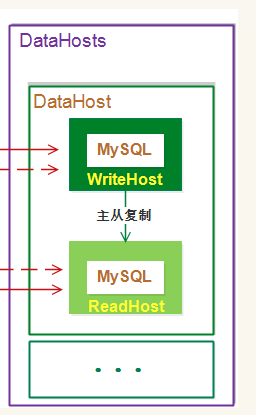 DataHosts
DataHost
MySQL
WriteHost
主从复制
MySQL
ReadHost
• • •